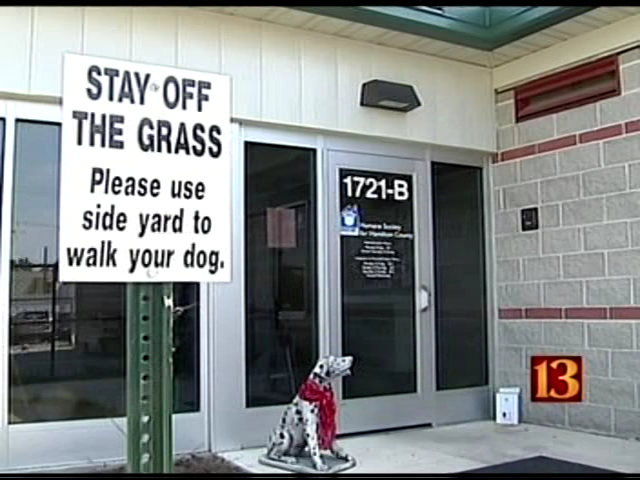 STAY OFF
THE GRASS
Please use
side yard to
walk your dog.
1721-B
Humane Society
for Hamilton County
13